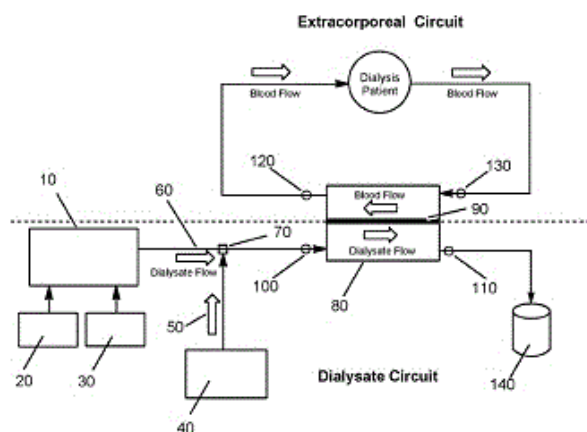 Extracorporeal Circuit
Dialysis
Patient
Blood Flow
Blood Flow
120
130
10
60
Blood Flow
90
70
Dialysate Flow
Dialysate Flow
100
80
110
50
20
30
40
Dialysate Circuit
140